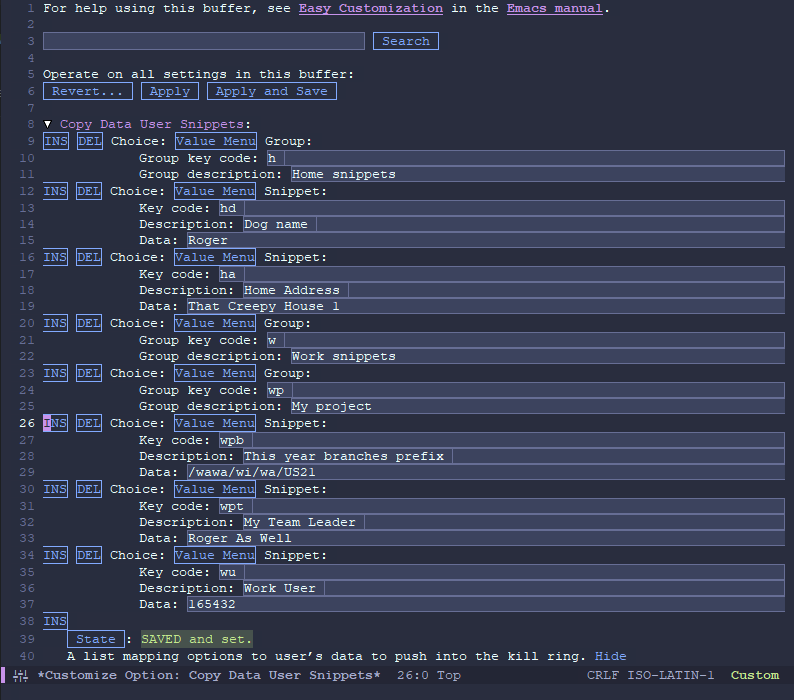 1 For help using this buffer, see Easy Customization in the Emacs manual.
2
3 Search
4
5 Operate on all settings in this buffer:
6 Revert... Apply Apply and Save
7
8 ▼ Copy Data User Snippets:
9 INS DEL Choice: Value Menu Group:
10 Group key code: h
11 Group description: Home snippets
12 INS DEL Choice: Value Menu Snippet:
13 Key code: hd
14 Description: Dog name
15 Data: Roger
16 INS DEL Choice: Value Menu Snippet:
17 Key code: ha
18 Description: Home Address
19 Data: That Creepy House 1
20 INS DEL Choice: Value Menu Group:
21 Group key code: w
22 Group description: Work snippets
23 INS DEL Choice: Value Menu Group:
24 Group key code: wp
25 Group description: My project
26 INS DEL Choice: Value Menu Snippet:
27 Key code: wpb
28 Description: This year branches prefix
29 Data: /wawa/wi/wa/US21
30 INS DEL Choice: Value Menu Snippet:
31 Key code: wpt
32 Description: My Team Leader
33 Data: Roger As Well
34 INS DEL Choice: Value Menu Snippet:
35 Key code: wu
36 Description: Work User
37 Data: 165432
38 INS
39 State : SAVED and set.
40 A list mapping options to user's data to push into the kill ring. Hide
*Customize Option: Copy Data User Snippets* 26:0 Top CRLF ISO-LATIN-1 Custom